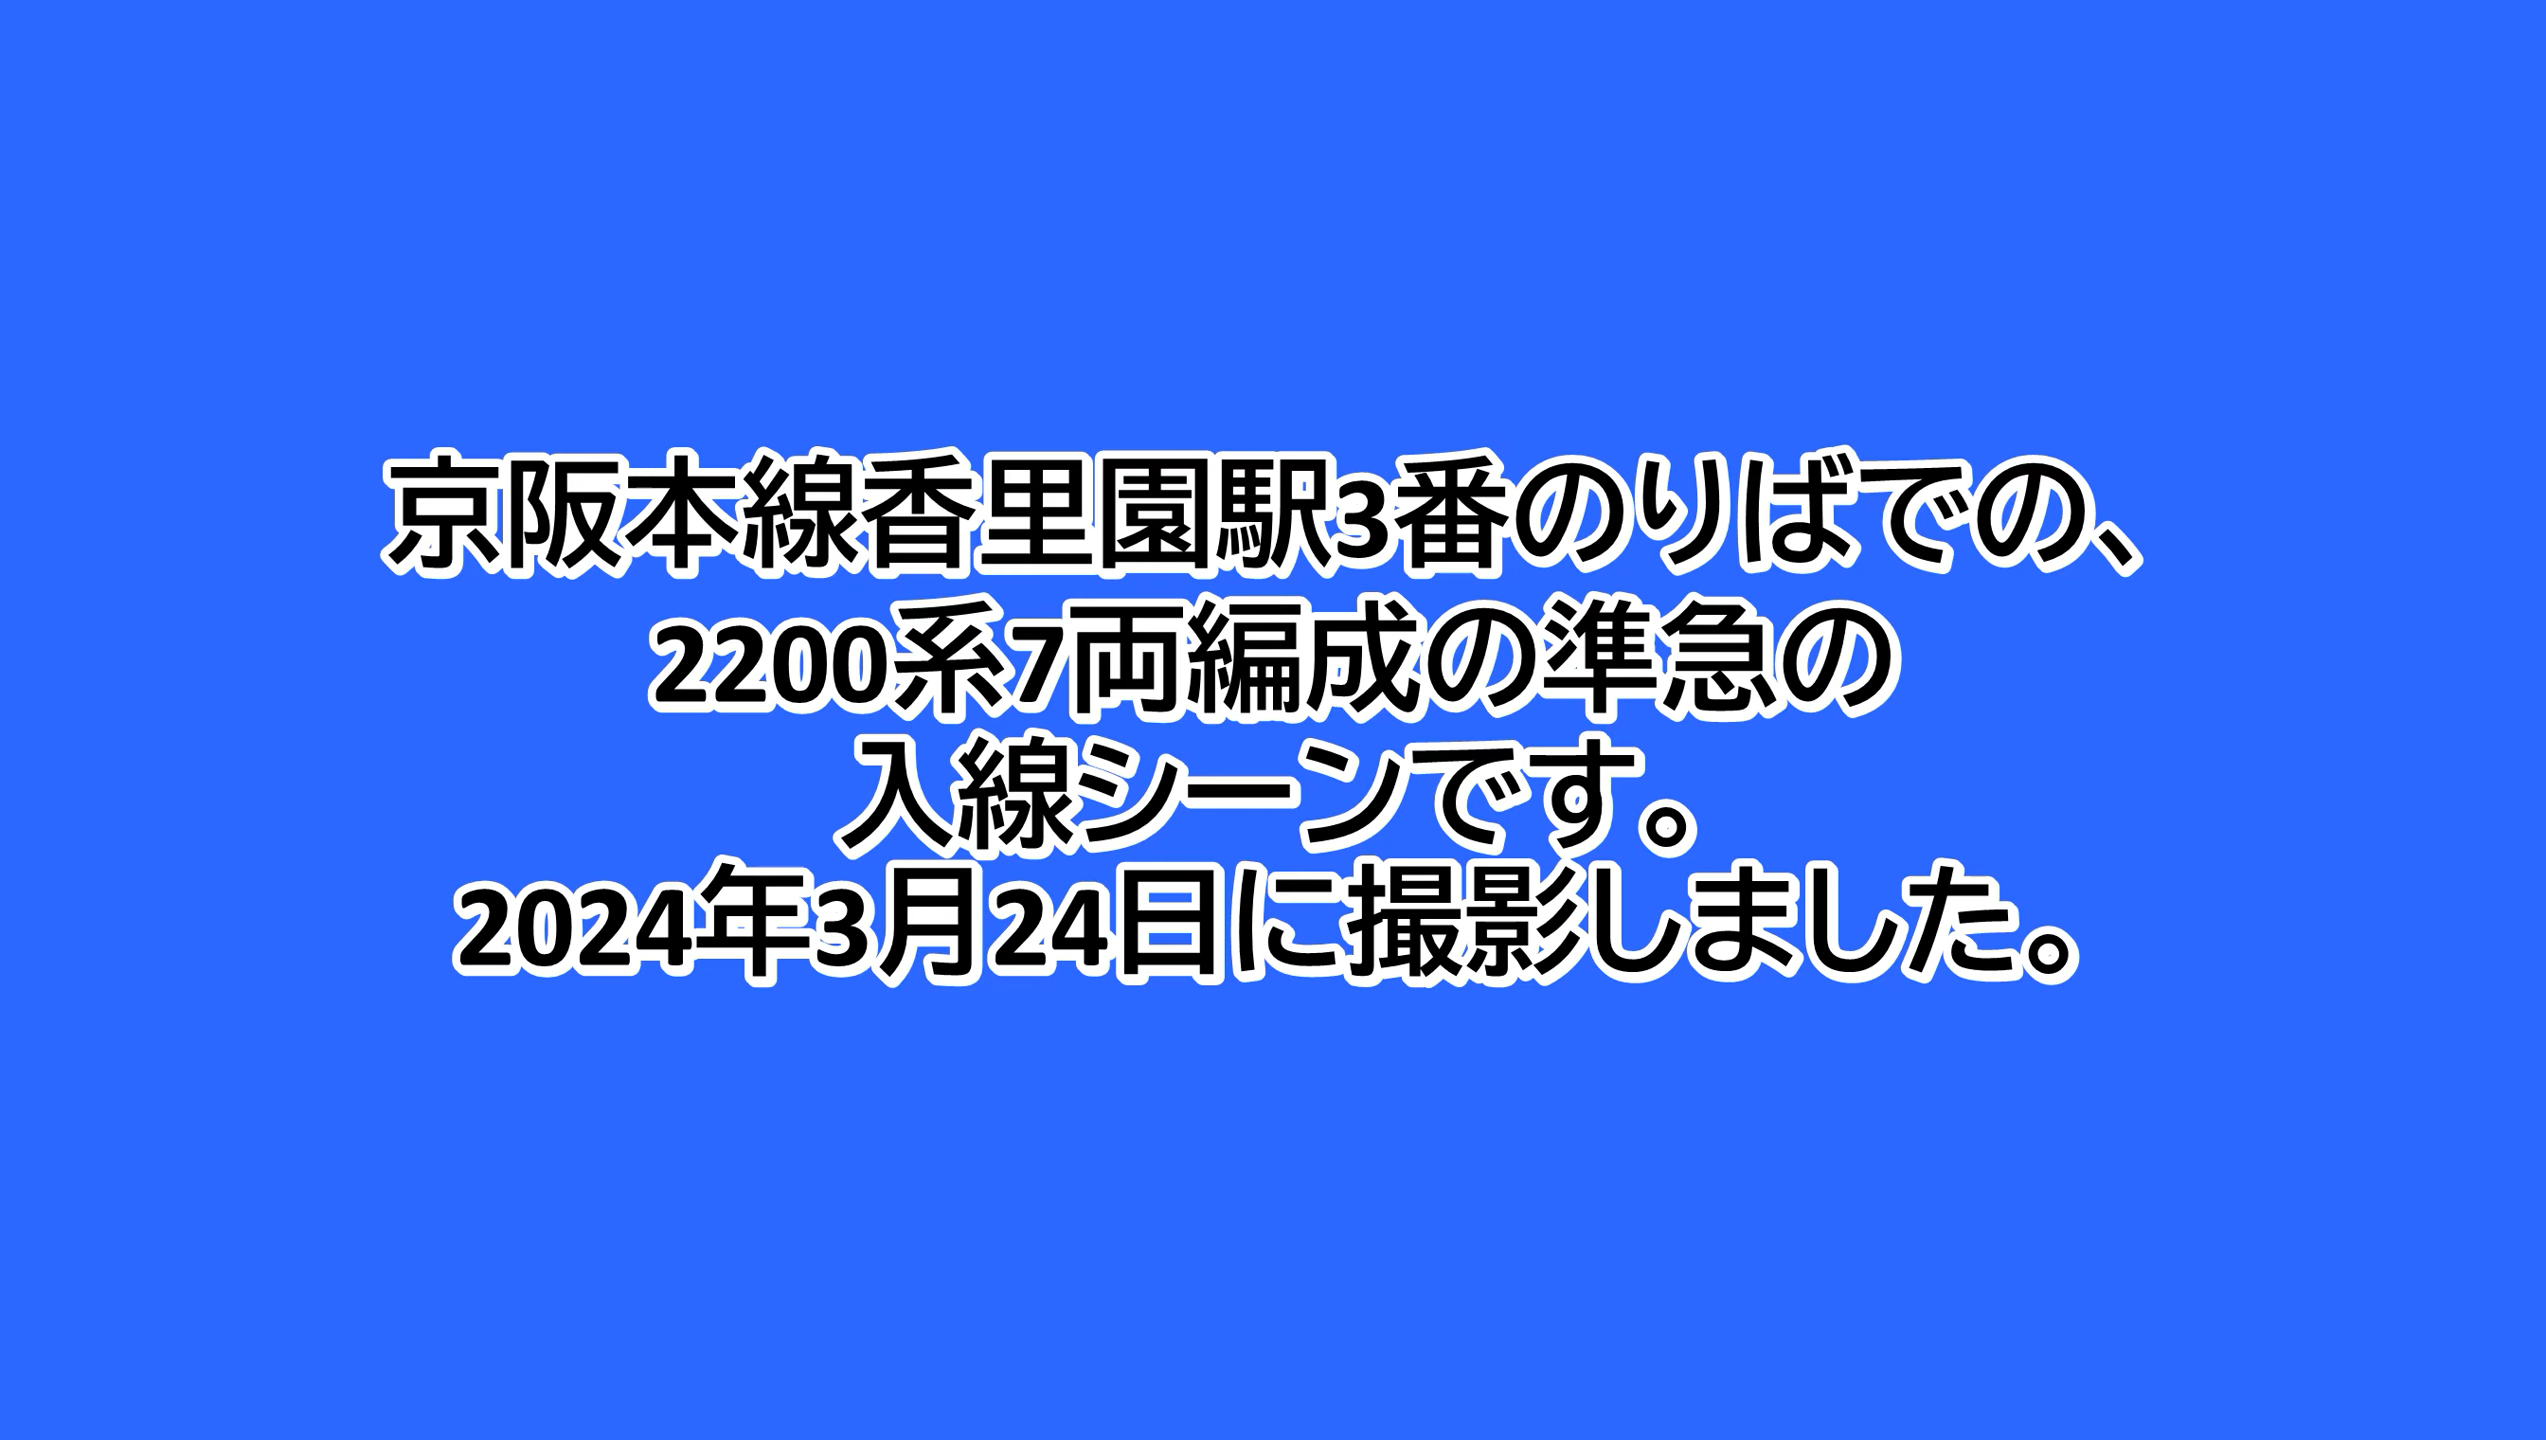 京阪本線香里園駅3番のりばでの、
2200系7両編成の準急の
入線シーンです。
2024年3月24日に撮影しました。